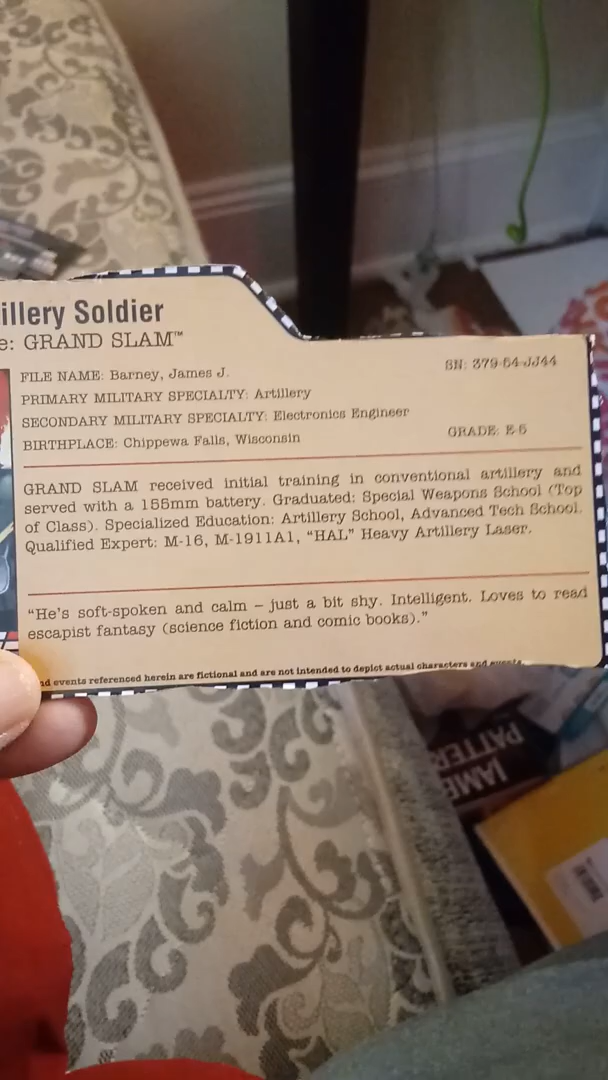 illery Soldier
e: GRAND SLAM™
FILE NAME: Barney, James J.
SN: 379-54-JJ44
PRIMARY MILITARY SPECIALTY: Artillery
SECONDARY MILITARY SPECIALTY: Electronics Engineer
BIRTHPLACE: Chippewa Falls, Wisconsin
GRADE: E-5
GRAND SLAM received initial training in conventional artillery and
served with a 155mm battery. Graduated: Special Weapons School (Top
of Class). Specialized Education: Artillery School, Advanced Tech School.
Qualified Expert: M-16, M-1911A1, "HAL" Heavy Artillery Laser.
"He's soft-spoken and calm – just a bit shy. Intelligent. Loves to read
escapist fantasy (science fiction and comic books)."
nd events referenced herein are fictional and are not intended to depict actual characters and events.
JAME
PATTER